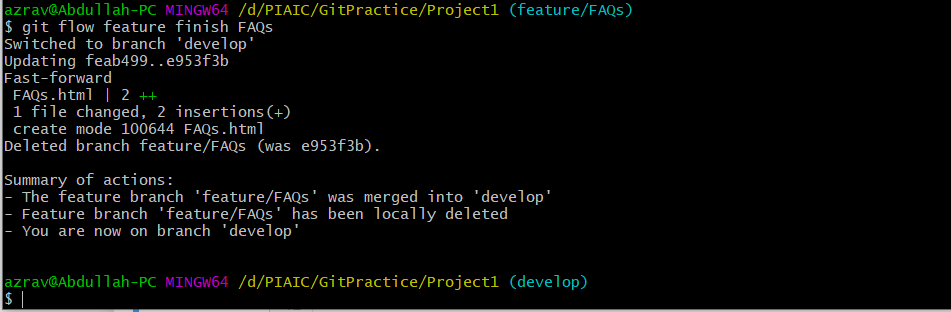 azrav@Abdullah-PC MINGW64 /d/PIAIC/GitPractice/Project1 (feature/FAQs)
$ git flow feature finish FAQs
Switched to branch 'develop'
Updating feab499..e953f3b
Fast-forward
 FAQs.html | 2 ++
 1 file changed, 2 insertions(+)
 create mode 100644 FAQs.html
Deleted branch feature/FAQs (was e953f3b).
Summary of actions:
- The feature branch 'feature/FAQs' was merged into 'develop'
- Feature branch 'feature/FAQs' has been locally deleted
- You are now on branch 'develop'
azrav@Abdullah-PC MINGW64 /d/PIAIC/GitPractice/Project1 (develop)
$